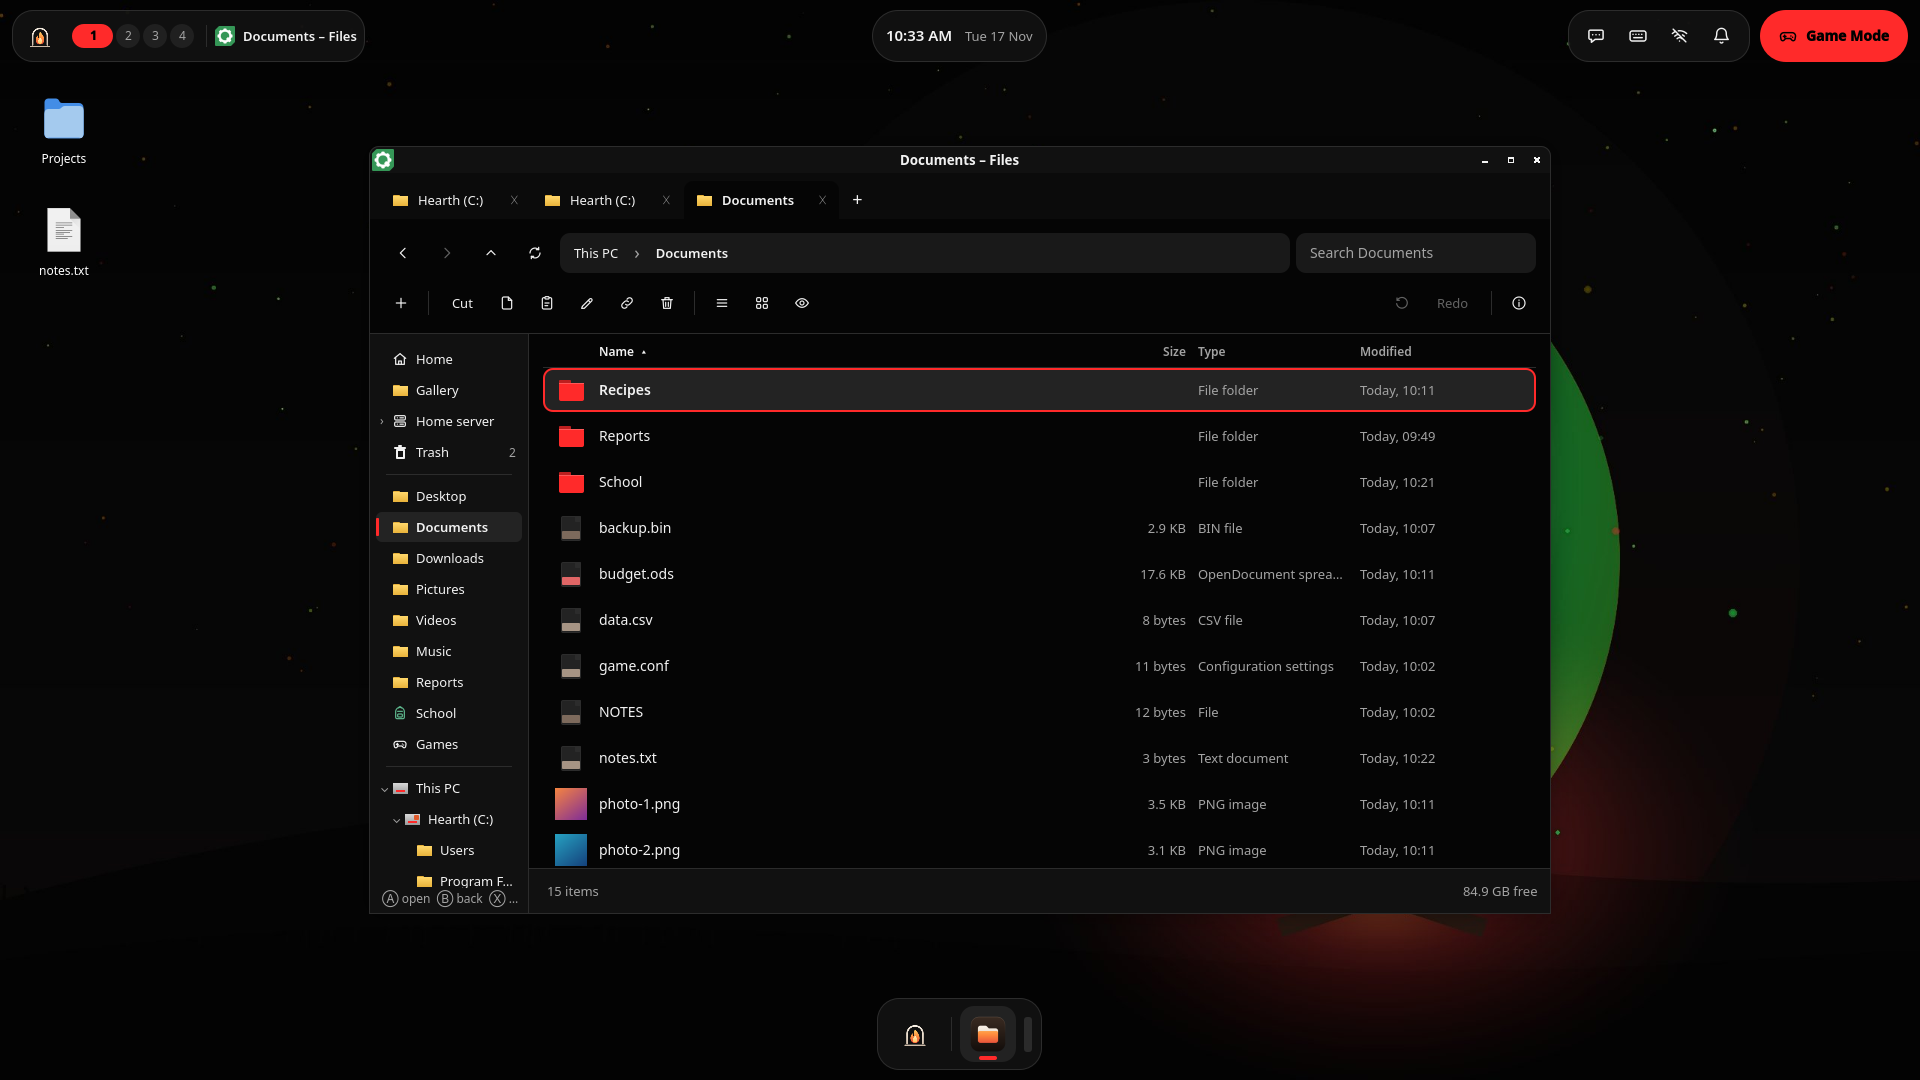 1 2 3 4 Documents – Files
10:33 AM Tue 17 Nov
Game Mode
Projects
notes.txt
Documents – Files
Hearth (C:) X Hearth (C:) X Documents X +
This PC › Documents
Search Documents
Cut
Redo
Home
Gallery
Home server
Trash 2
Desktop
Documents
Downloads
Pictures
Videos
Music
Reports
School
Games
This PC
Hearth (C:)
Users
Program F...
A open B back X ...
Name Size Type Modified
Recipes File folder Today, 10:11
Reports File folder Today, 09:49
School File folder Today, 10:21
backup.bin 2.9 KB BIN file Today, 10:07
budget.ods 17.6 KB OpenDocument sprea... Today, 10:11
data.csv 8 bytes CSV file Today, 10:07
game.conf 11 bytes Configuration settings Today, 10:02
NOTES 12 bytes File Today, 10:02
notes.txt 3 bytes Text document Today, 10:22
photo-1.png 3.5 KB PNG image Today, 10:11
photo-2.png 3.1 KB PNG image Today, 10:11
15 items 84.9 GB free